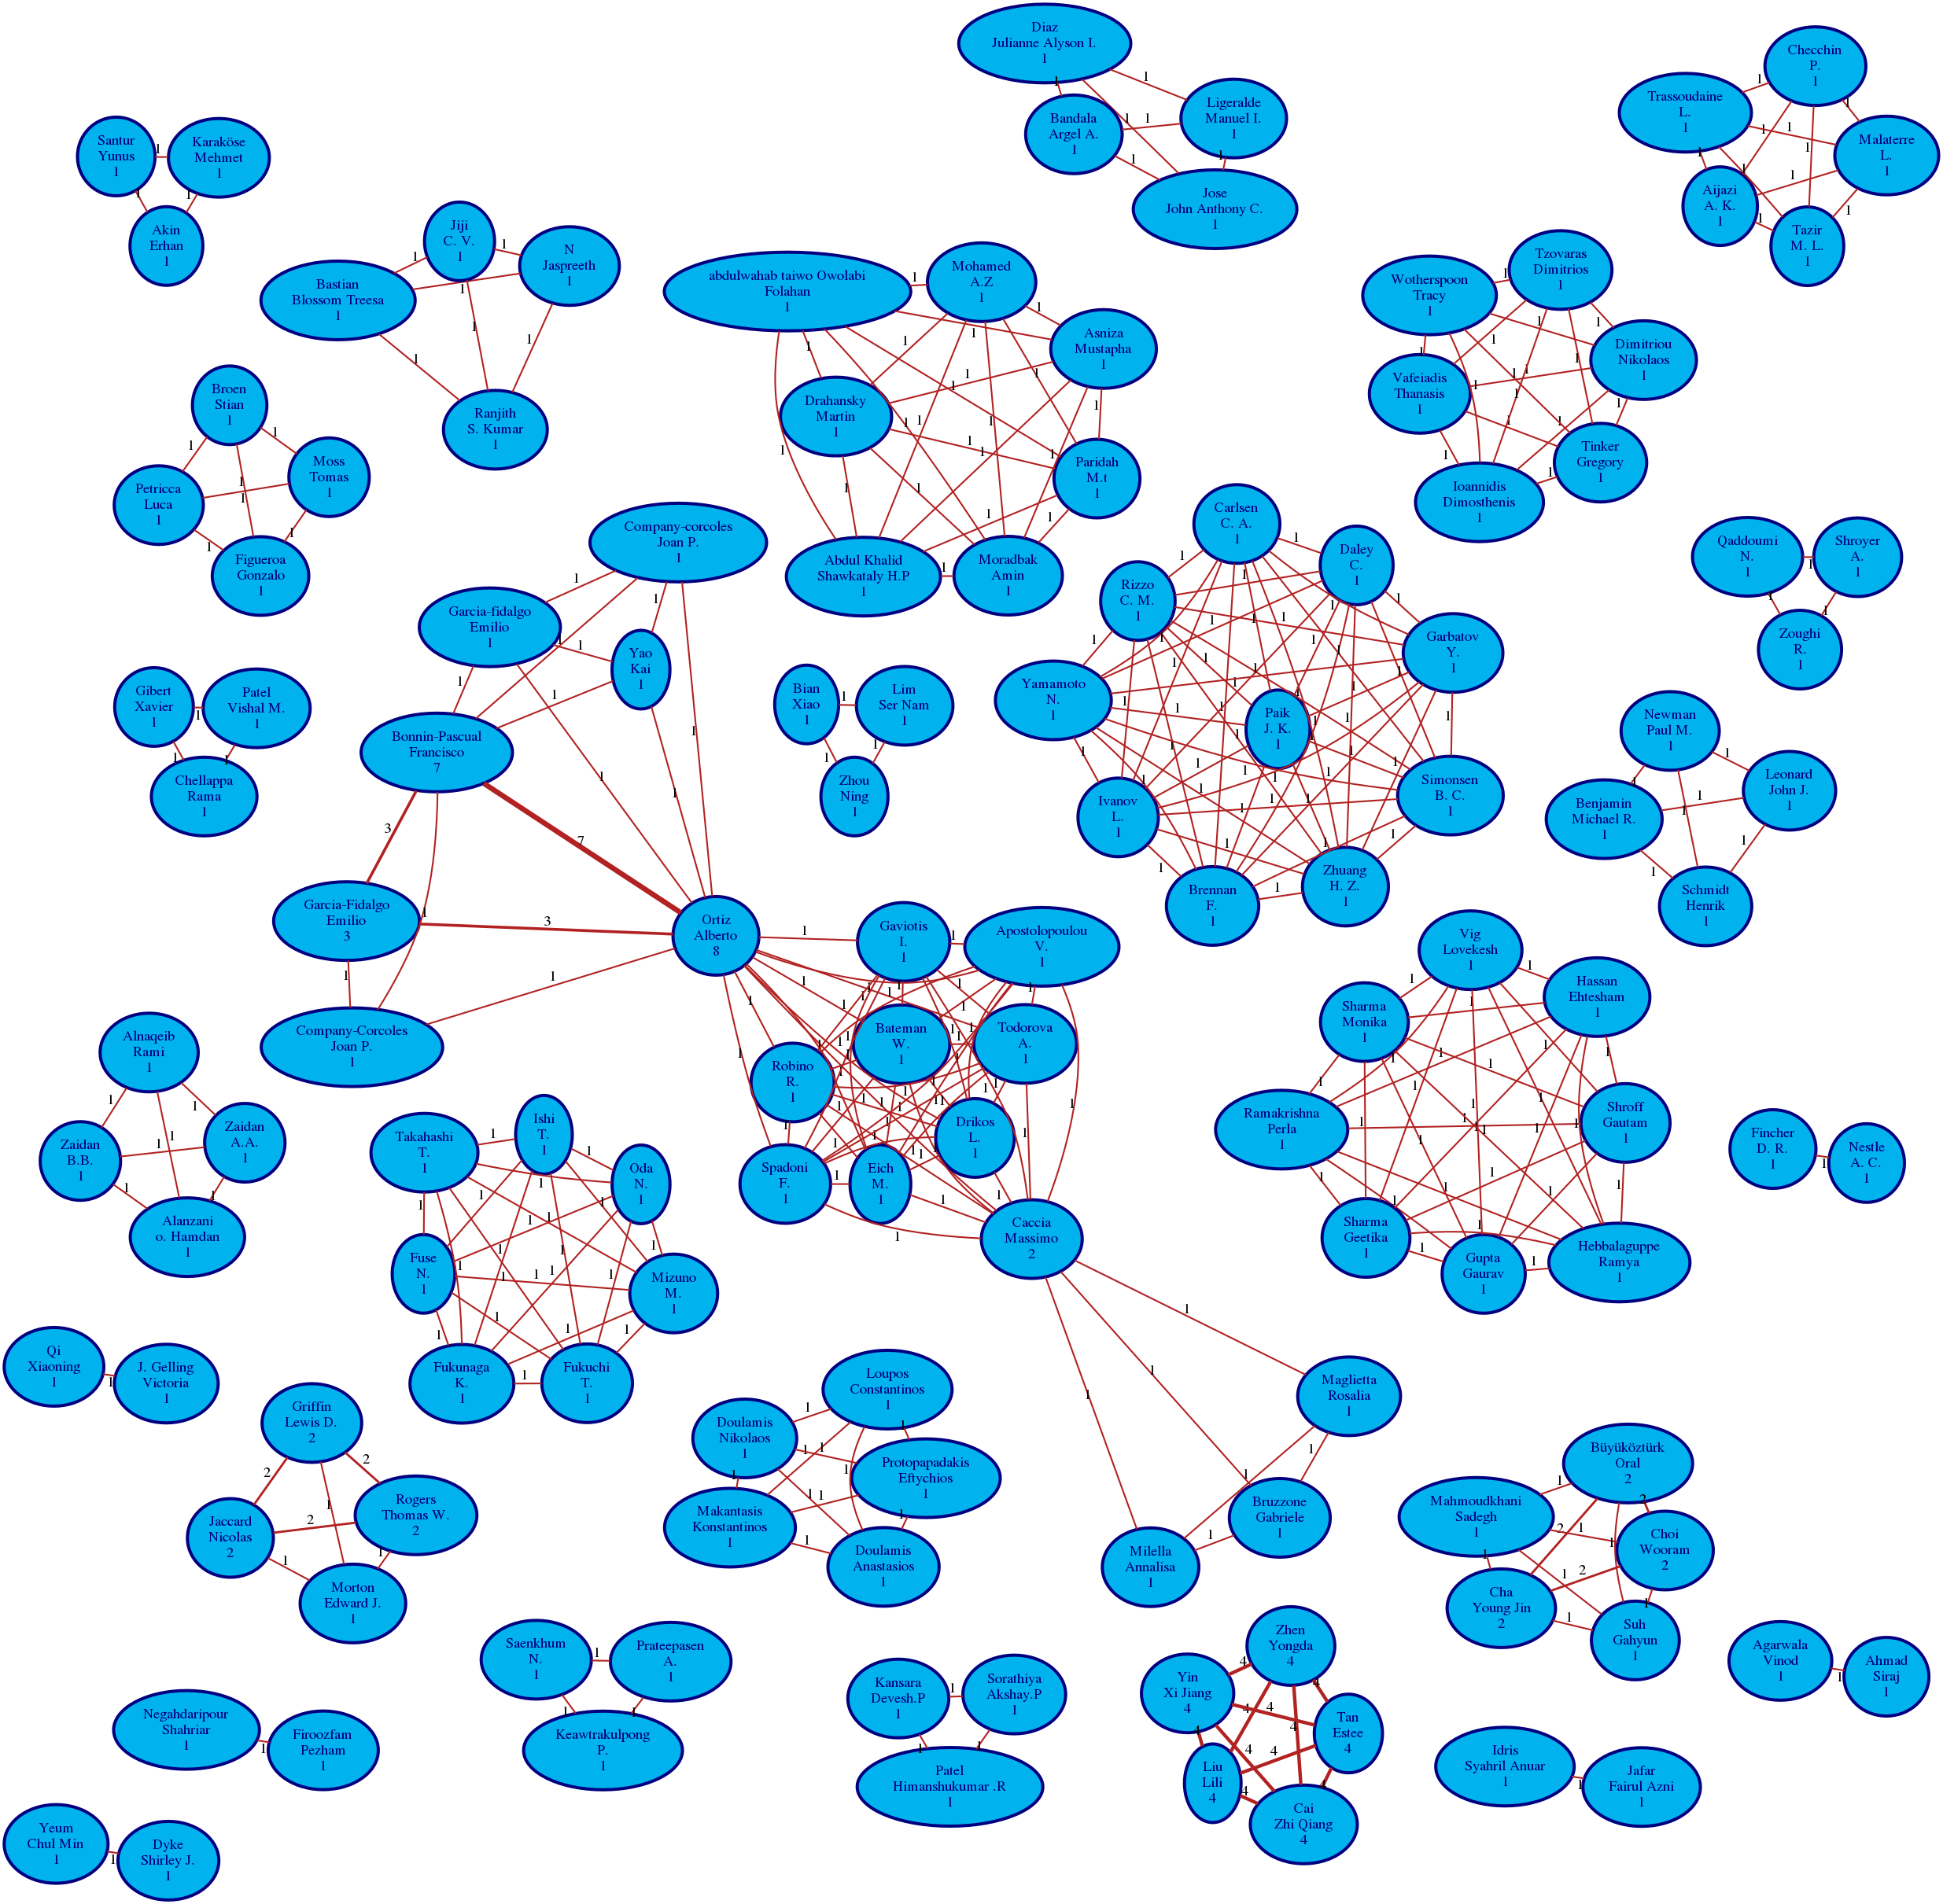 Diaz
Julianne Alyson I.
1
Bandala
Argel A.
1
Ligeralde
Manuel I.
1
Jose
John Anthony C.
1
Checchin
P.
1
Trassoudaine
L.
1
Malaterre
L.
1
Aijazi
A. K.
1
Tazir
M. L.
1
Santur
Yunus
1
Karaköse
Mehmet
1
Akin
Erhan
1
Jiji
C. V.
1
N
Jaspreeth
1
Bastian
Blossom Treesa
1
Ranjith
S. Kumar
1
abdulwahab taiwo Owolabi
Folahan
1
Mohamed
A.Z
1
Asniza
Mustapha
1
Drahansky
Martin
1
Paridah
M.t
1
Abdul Khalid
Shawkataly H.P
1
Moradbak
Amin
1
Tzovaras
Dimitrios
1
Wotherspoon
Tracy
1
Dimitriou
Nikolaos
1
Vafeiadis
Thanasis
1
Tinker
Gregory
1
Ioannidis
Dimosthenis
1
Broen
Stian
1
Moss
Tomas
1
Petricca
Luca
1
Figueroa
Gonzalo
1
Company-corcoles
Joan P.
1
Garcia-fidalgo
Emilio
1
Yao
Kai
1
Bonnin-Pascual
Francisco
7
3
7
Garcia-Fidalgo
Emilio
3
3
Ortiz
Alberto
8
Company-Corcoles
Joan P.
1
Carlsen
C. A.
1
Daley
C.
1
Rizzo
C. M.
1
Garbatov
Y.
1
Yamamoto
N.
1
Paik
J. K.
1
Simonsen
B. C.
1
Ivanov
L.
1
Brennan
F.
1
Zhuang
H. Z.
1
Qaddoumi
N.
1
Shroyer
A.
1
Zoughi
R.
1
Gibert
Xavier
1
Patel
Vishal M.
1
Chellappa
Rama
1
Bian
Xiao
1
Lim
Ser Nam
1
Zhou
Ning
1
Newman
Paul M.
1
Leonard
John J.
1
Benjamin
Michael R.
1
Schmidt
Henrik
1
Gaviotis
I.
1
Apostolopoulou
V.
1
Bateman
W.
1
Todorova
A.
1
Robino
R.
1
Drikos
L.
1
Spadoni
F.
1
Eich
M.
1
Caccia
Massimo
2
Vig
Lovekesh
1
Hassan
Ehtesham
1
Sharma
Monika
1
Ramakrishna
Perla
1
Shroff
Gautam
1
Sharma
Geetika
1
Gupta
Gaurav
1
Hebbalaguppe
Ramya
1
Alnaqeib
Rami
1
Zaidan
B.B.
1
Zaidan
A.A.
1
Alanzani
o. Hamdan
1
Takahashi
T.
1
Ishi
T.
1
Oda
N.
1
Fuse
N.
1
Mizuno
M.
1
Fukunaga
K.
1
Fukuchi
T.
1
Fincher
D. R.
1
Nestle
A. C.
1
Qi
Xiaoning
1
J. Gelling
Victoria
1
Griffin
Lewis D.
2
2
2
Rogers
Thomas W.
2
2
Jaccard
Nicolas
2
Morton
Edward J.
1
Loupos
Constantinos
1
Doulamis
Nikolaos
1
Protopapadakis
Eftychios
1
Makantasis
Konstantinos
1
Doulamis
Anastasios
1
Maglietta
Rosalia
1
Bruzzone
Gabriele
1
Milella
Annalisa
1
Büyüköztürk
Oral
2
Mahmoudkhani
Sadegh
1
Choi
Wooram
2
Cha
Young Jin
2
Suh
Gahyun
1
Saenkhum
N.
1
Prateepasen
A.
1
Keawtrakulpong
P.
1
Kansara
Devesh.P
1
Sorathiya
Akshay.P
1
Patel
Himanshukumar .R
1
Zhen
Yongda
4
Yin
Xi Jiang
4
Tan
Estee
4
Liu
Lili
4
Cai
Zhi Qiang
4
Agarwala
Vinod
1
Ahmad
Siraj
1
Negahdaripour
Shahriar
1
Firoozfam
Pezham
1
Idris
Syahril Anuar
1
Jafar
Fairul Azni
1
Yeum
Chul Min
1
Dyke
Shirley J.
1